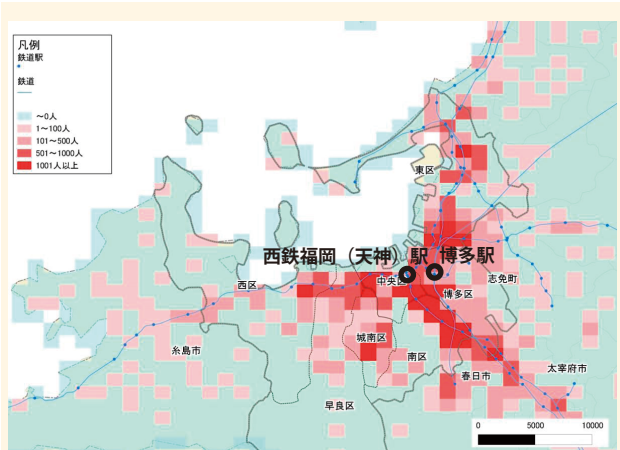 凡例
鉄道駅
鉄道
～0人
1～100人
101～500人
501～1000人
1001人以上
東区
西鉄福岡（天神）駅
博多駅
西区
中央区
博多区
志免町
糸島市
城南区
南区
春日市
太宰府市
早良区
0 5000 10000